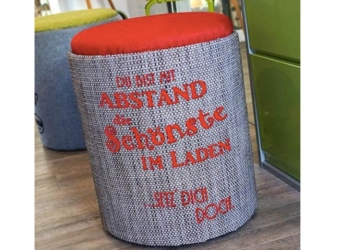 DU BIST MIT
ABSTAND
die
Schönste
IM LADEN
...SETZ DICH
DOCH